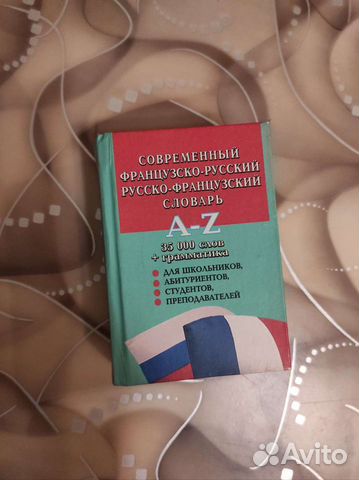 СОВРЕМЕННЫЙ
ФРАНЦУЗСКО-РУССКИЙ
РУССКО-ФРАНЦУЗСКИЙ
СЛОВАРЬ
A-Z
35 000 слов
+ грамматика
ДЛЯ ШКОЛЬНИКОВ,
АБИТУРИЕНТОВ,
СТУДЕНТОВ,
ПРЕПОДАВАТЕЛЕЙ
Avito